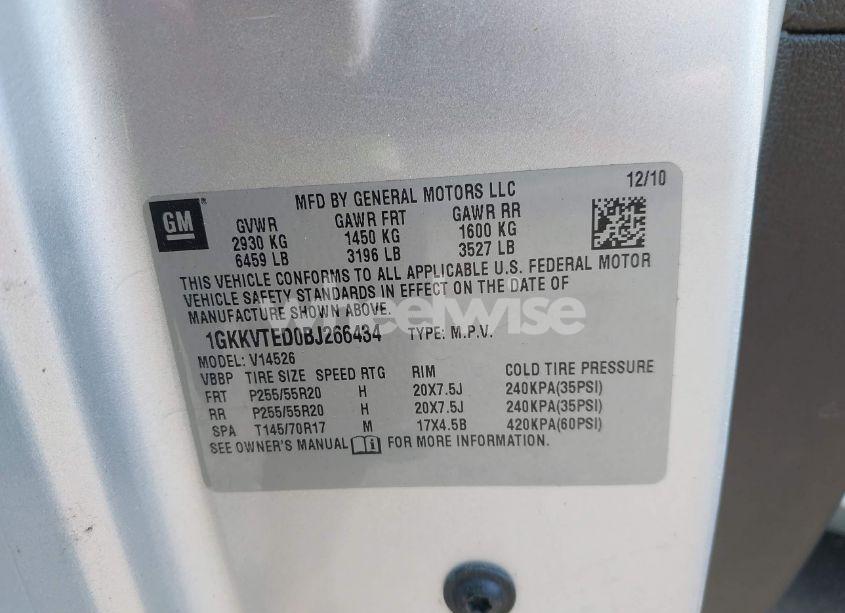 MFD BY GENERAL MOTORS LLC 12/10
GM
GVWR GAWR FRT GAWR RR
2930 KG 1450 KG 1600 KG
6459 LB 3196 LB 3527 LB
THIS VEHICLE CONFORMS TO ALL APPLICABLE U.S. FEDERAL MOTOR
VEHICLE SAFETY STANDARDS IN EFFECT ON THE DATE OF
MANUFACTURE SHOWN ABOVE.
wheelwise
1GKKVTED0BJ266434 TYPE: M.P.V.
MODEL: V14526
VBBP TIRE SIZE SPEED RTG RIM COLD TIRE PRESSURE
FRT P255/55R20 H 20X7.5J 240KPA(35PSI)
RR P255/55R20 H 20X7.5J 240KPA(35PSI)
SPA T145/70R17 M 17X4.5B 420KPA(60PSI)
SEE OWNER'S MANUAL FOR MORE INFORMATION.